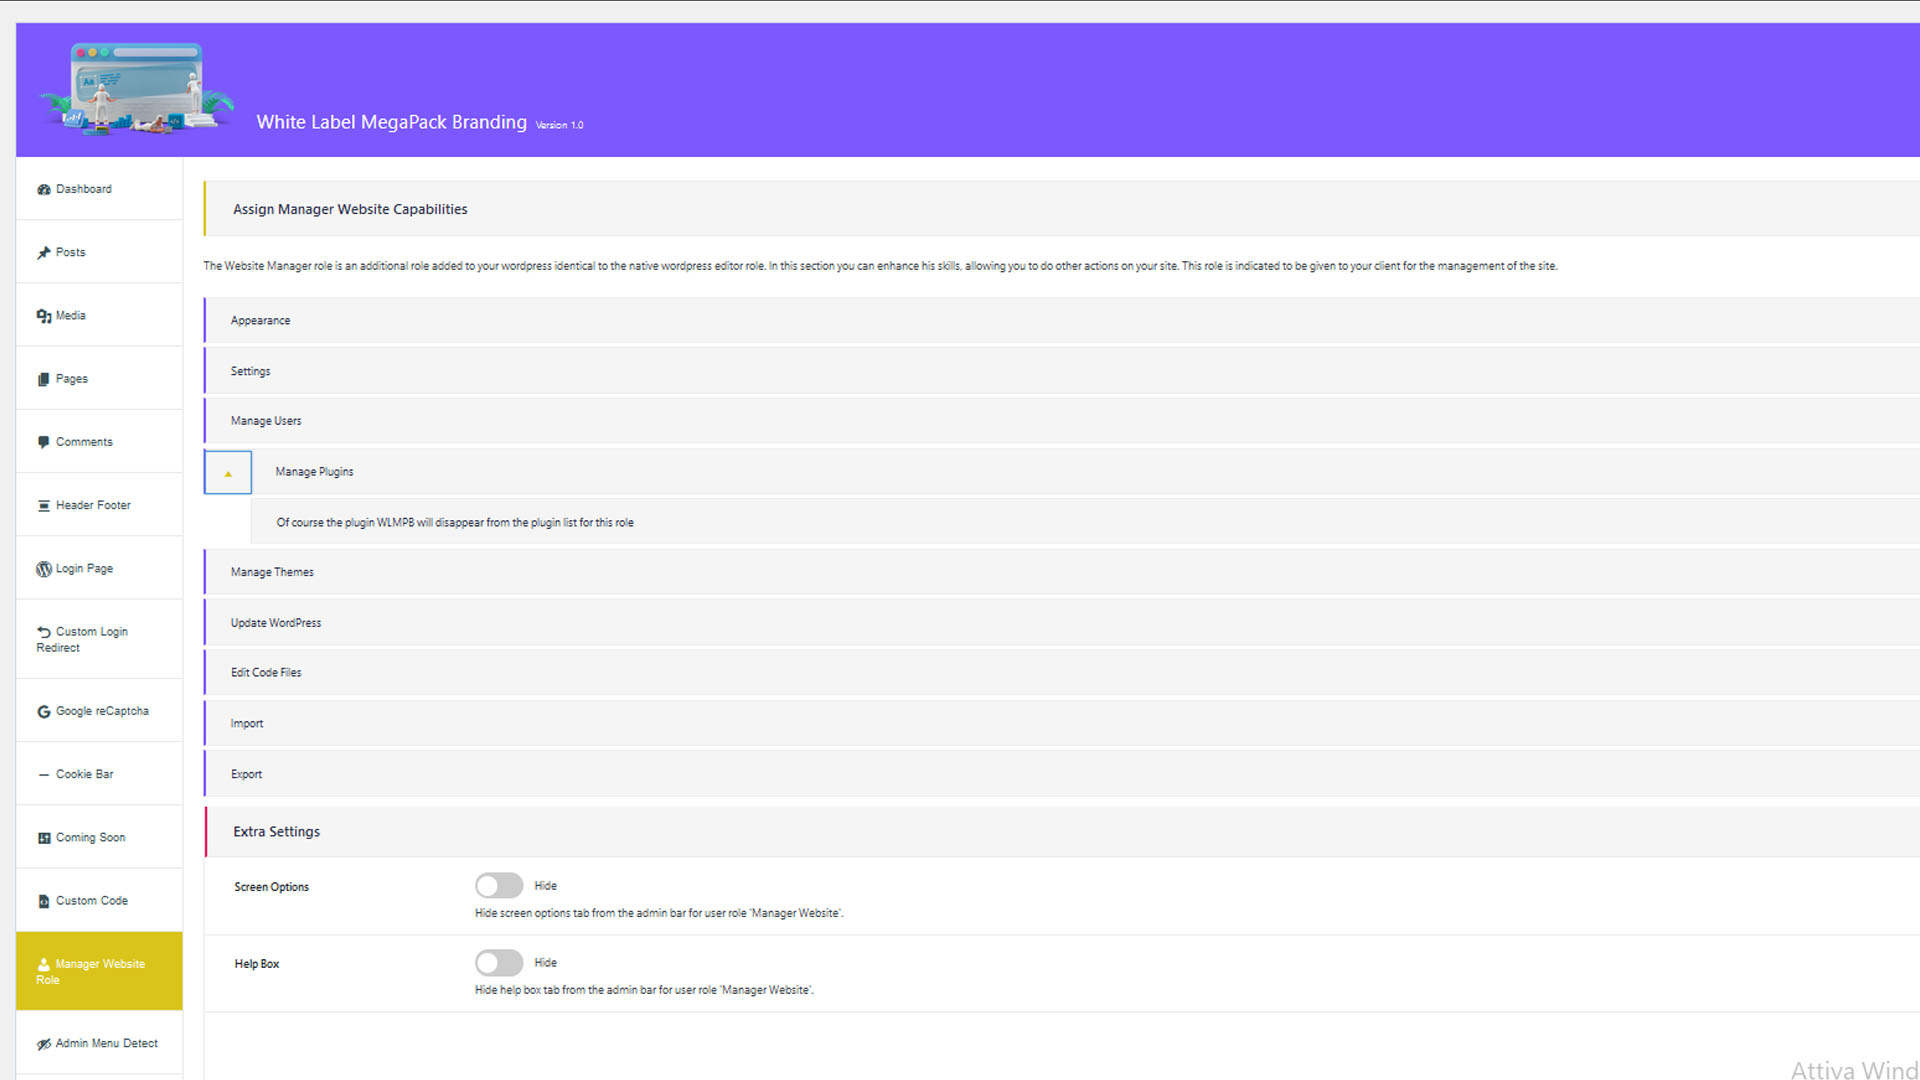 Aa
White Label MegaPack Branding Version 1.0
Dashboard
Posts
Media
Pages
Comments
Header Footer
Login Page
Custom Login
Redirect
Google reCaptcha
Cookie Bar
Coming Soon
Custom Code
Manager Website
Role
Admin Menu Detect
Assign Manager Website Capabilities
The Website Manager role is an additional role added to your wordpress identical to the native wordpress editor role. In this section you can enhance his skills, allowing you to do other actions on your site. This role is indicated to be given to your client for the management of the site.
Appearance
Settings
Manage Users
Manage Plugins
Of course the plugin WLMPB will disappear from the plugin list for this role
Manage Themes
Update WordPress
Edit Code Files
Import
Export
Extra Settings
Screen Options
Hide
Hide screen options tab from the admin bar for user role 'Manager Website'.
Help Box
Hide
Hide help box tab from the admin bar for user role 'Manager Website'.
Attiva Wind